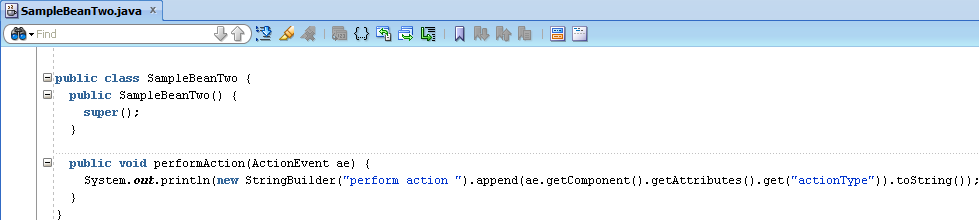 SampleBeanTwo.java
Find
public class SampleBeanTwo {
public SampleBeanTwo() {
super();
}
public void performAction(ActionEvent ae) {
System.out.println(new StringBuilder("perform action ").append(ae.getComponent().getAttributes().get("actionType")).toString());
}
}